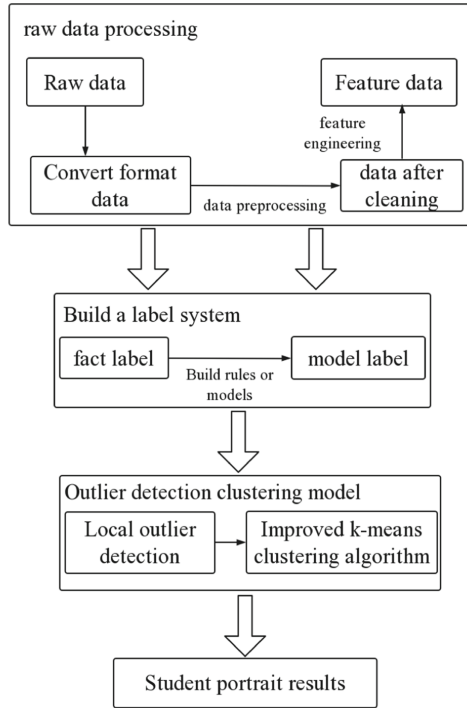 raw data processing
Raw data
Feature data
feature
engineering
Convert format
data
data preprocessing
data after
cleaning
Build a label system
fact label
Build rules or
models
model label
Outlier detection clustering model
Local outlier
detection
Improved k-means
clustering algorithm
Student portrait results